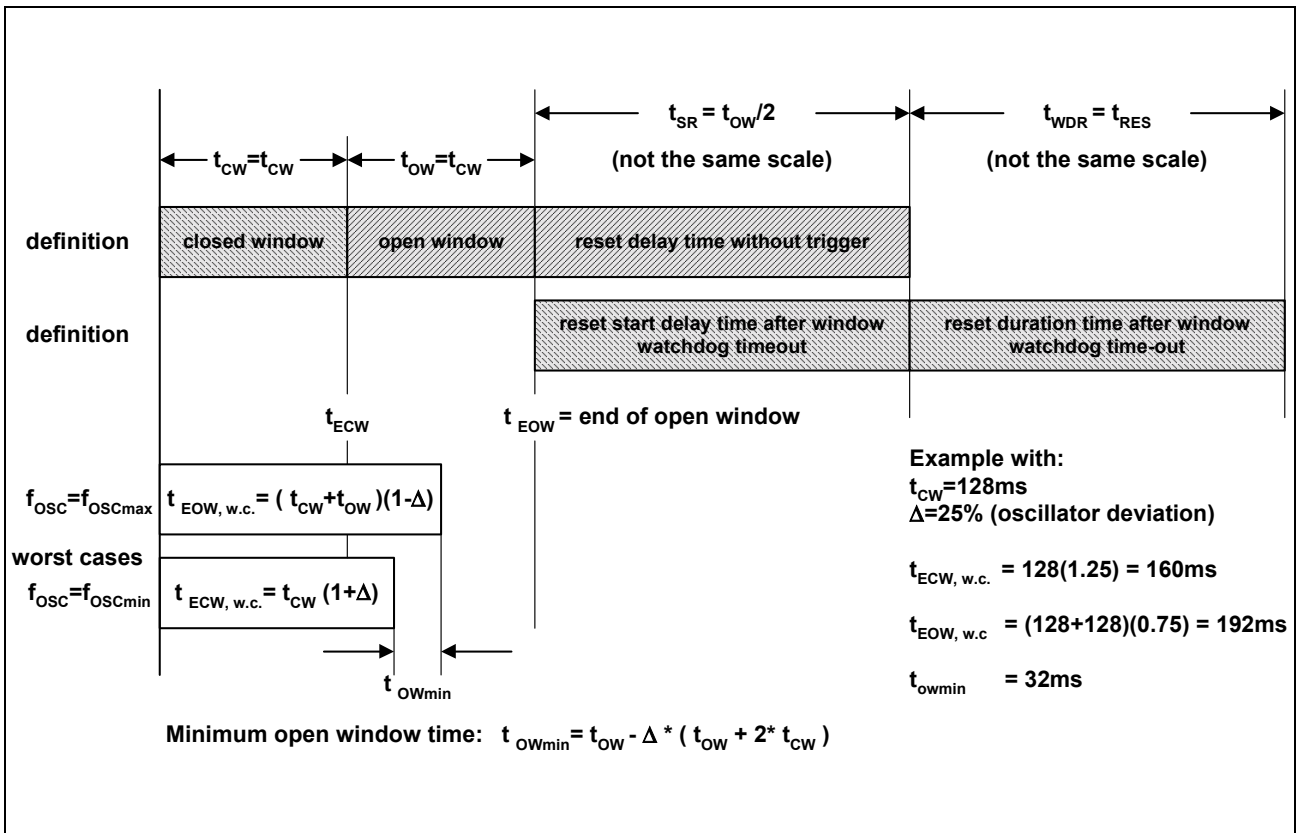 t_SR = t_OW/2
t_WDR = t_RES
t_CW=t_CW
t_OW=t_CW
(not the same scale)
(not the same scale)
definition
closed window
open window
reset delay time without trigger
definition
reset start delay time after window
watchdog timeout
reset duration time after window
watchdog time-out
t_ECW
t_EOW = end of open window
f_OSC=f_OSCmax
t_EOW, w.c. = ( t_CW+t_OW )(1-Δ)
worst cases
f_OSC=f_OSCmin
t_ECW, w.c. = t_CW (1+Δ)
t_OWmin
Example with:
t_CW=128ms
Δ=25% (oscillator deviation)
t_ECW, w.c. = 128(1.25) = 160ms
t_EOW, w.c = (128+128)(0.75) = 192ms
t_owmin = 32ms
Minimum open window time: t_OWmin= t_OW - Δ * ( t_OW + 2* t_CW )